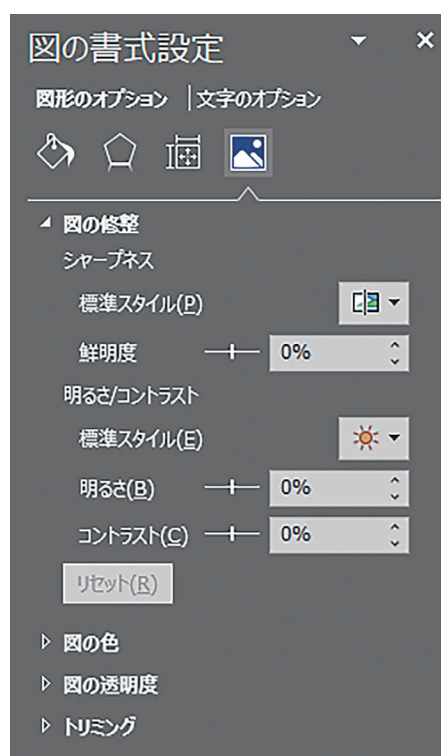 図の書式設定
図形のオプション 文字のオプション
図の修整
シャープネス
標準スタイル(P)
鮮明度 0%
明るさ/コントラスト
標準スタイル(E)
明るさ(B) 0%
コントラスト(C) 0%
リセット(R)
図の色
図の透明度
トリミング